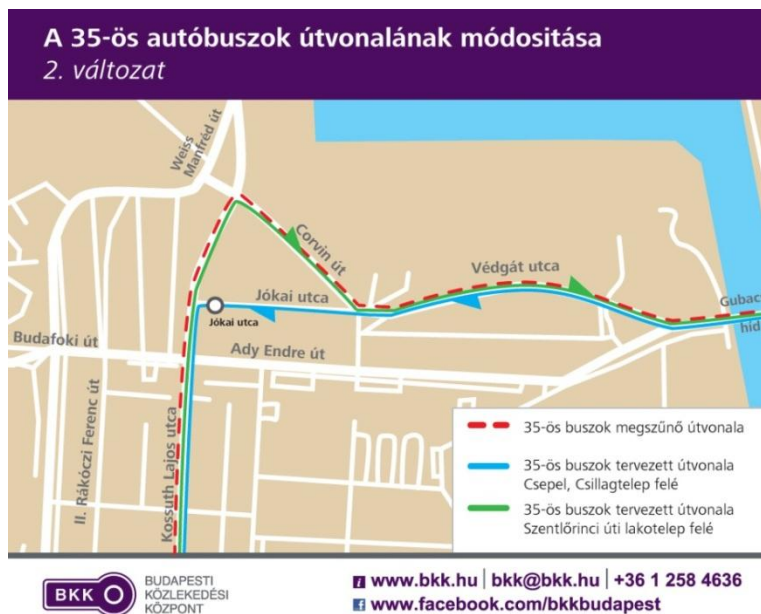 A 35-ös autóbuszok útvonalának módositása
2. változat
Weiss
Manfréd út
Corvin út
Védgát utca
Jókai utca
Jókai utca
Gubac
híd
Budafoki út
Ady Endre út
II. Rákóczi Ferenc út
Kossuth Lajos utca
35-ös buszok megszűnő útvonala
35-ös buszok tervezett útvonala
Csepel, Csillagtelep felé
35-ös buszok tervezett útvonala
Szentlőrinci úti lakotelep felé
BKK
BUDAPESTI
KÖZLEKEDÉSI
KÖZPONT
i www.bkk.hu | bkk@bkk.hu | +36 1 258 4636
f www.facebook.com/bkkbudapest